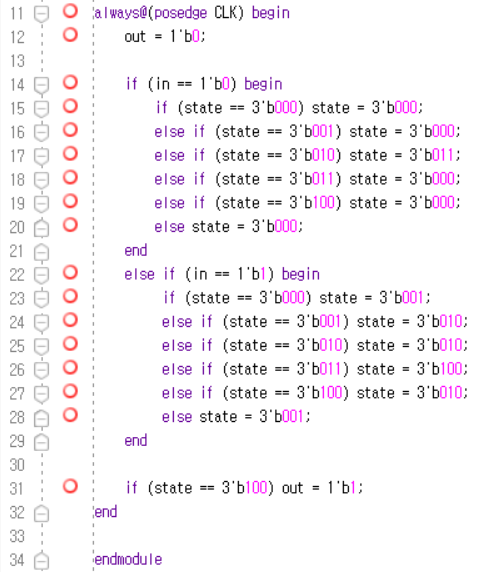 11 always@(posedge CLK) begin
12 out = 1'b0;
13
14 if (in == 1'b0) begin
15 if (state == 3'b000) state = 3'b000;
16 else if (state == 3'b001) state = 3'b000;
17 else if (state == 3'b010) state = 3'b011;
18 else if (state == 3'b011) state = 3'b000;
19 else if (state == 3'b100) state = 3'b000;
20 else state = 3'b000;
21 end
22 else if (in == 1'b1) begin
23 if (state == 3'b000) state = 3'b001;
24 else if (state == 3'b001) state = 3'b010;
25 else if (state == 3'b010) state = 3'b010;
26 else if (state == 3'b011) state = 3'b100;
27 else if (state == 3'b100) state = 3'b010;
28 else state = 3'b001;
29 end
30
31 if (state == 3'b100) out = 1'b1;
32 end
33
34 endmodule